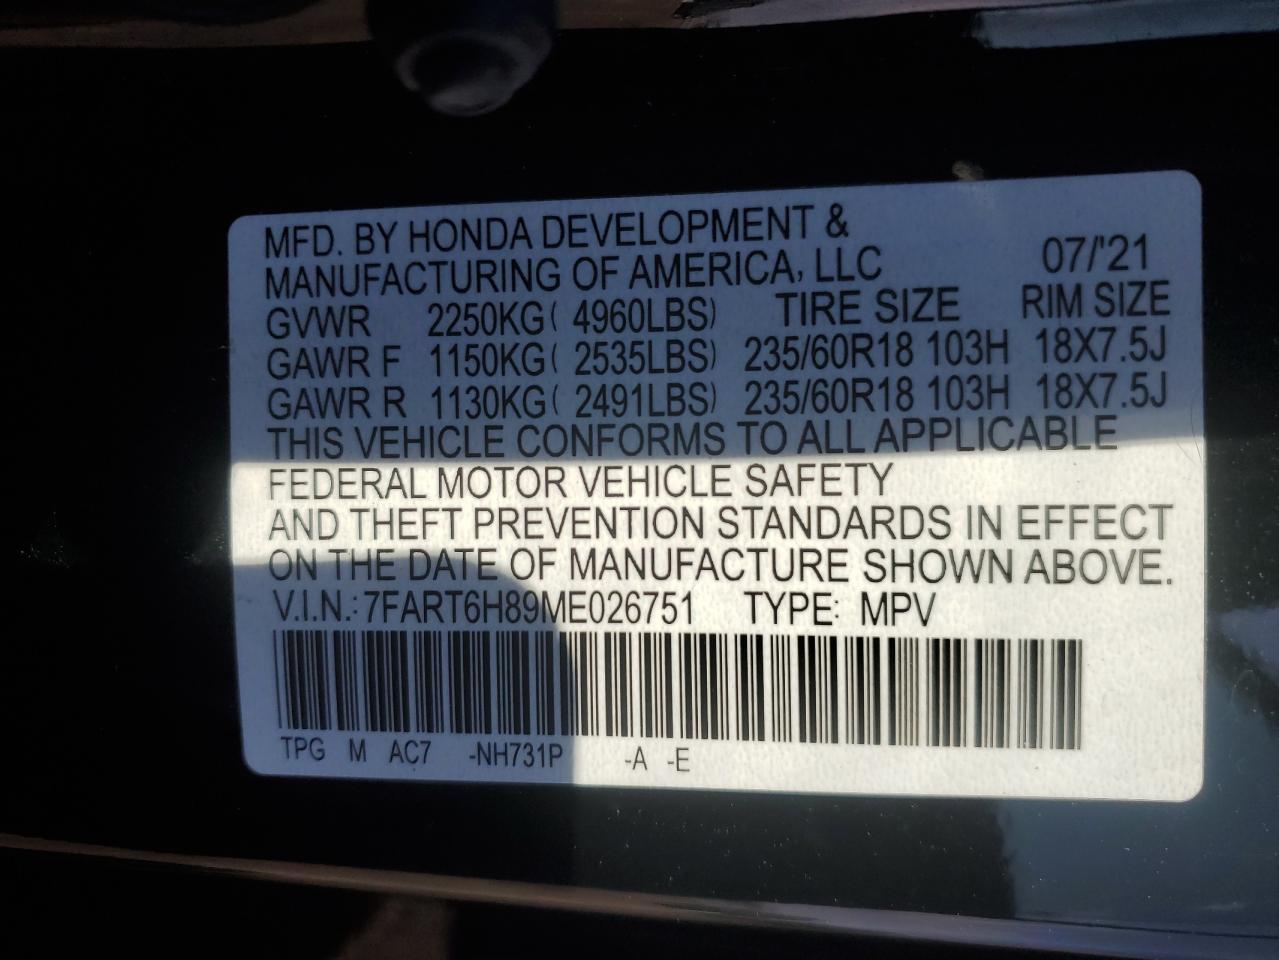 MFD. BY HONDA DEVELOPMENT &
MANUFACTURING OF AMERICA, LLC 07/'21
GVWR 2250KG( 4960LBS) TIRE SIZE RIM SIZE
GAWR F 1150KG( 2535LBS) 235/60R18 103H 18X7.5J
GAWR R 1130KG( 2491LBS) 235/60R18 103H 18X7.5J
THIS VEHICLE CONFORMS TO ALL APPLICABLE
FEDERAL MOTOR VEHICLE SAFETY
AND THEFT PREVENTION STANDARDS IN EFFECT
ON THE DATE OF MANUFACTURE SHOWN ABOVE.
V.I.N.: 7FART6H89ME026751 TYPE: MPV
TPG M AC7 -NH731P -A -E